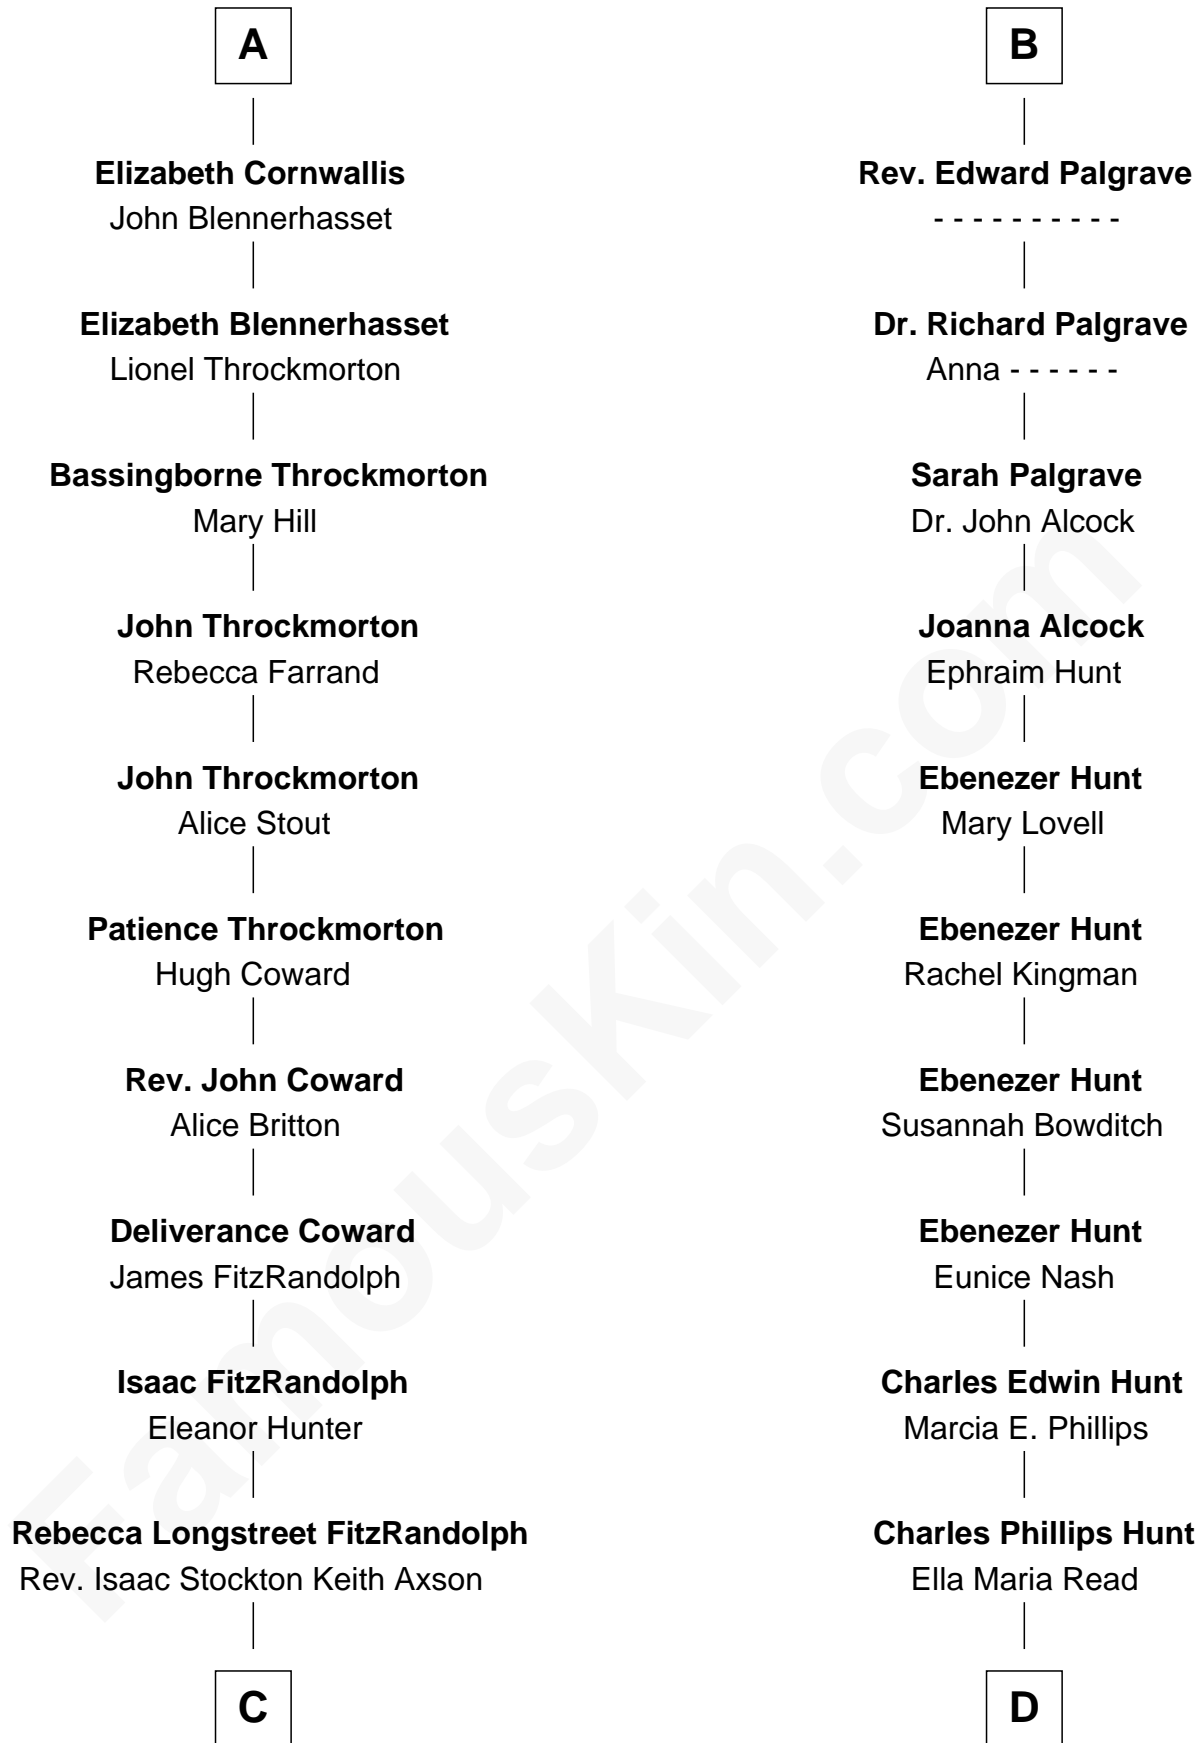 A
Elizabeth Cornwallis
John Blennerhasset
Elizabeth Blennerhasset
Lionel Throckmorton
Bassingborne Throckmorton
Mary Hill
John Throckmorton
Rebecca Farrand
John Throckmorton
Alice Stout
Patience Throckmorton
Hugh Coward
Rev. John Coward
Alice Britton
Deliverance Coward
James FitzRandolph
Isaac FitzRandolph
Eleanor Hunter
Rebecca Longstreet FitzRandolph
Rev. Isaac Stockton Keith Axson
C
B
Rev. Edward Palgrave
- - - - - - - - - -
Dr. Richard Palgrave
Anna - - - - - -
Sarah Palgrave
Dr. John Alcock
Joanna Alcock
Ephraim Hunt
Ebenezer Hunt
Mary Lovell
Ebenezer Hunt
Rachel Kingman
Ebenezer Hunt
Susannah Bowditch
Ebenezer Hunt
Eunice Nash
Charles Edwin Hunt
Marcia E. Phillips
Charles Phillips Hunt
Ella Maria Read
D
FamousKin.com